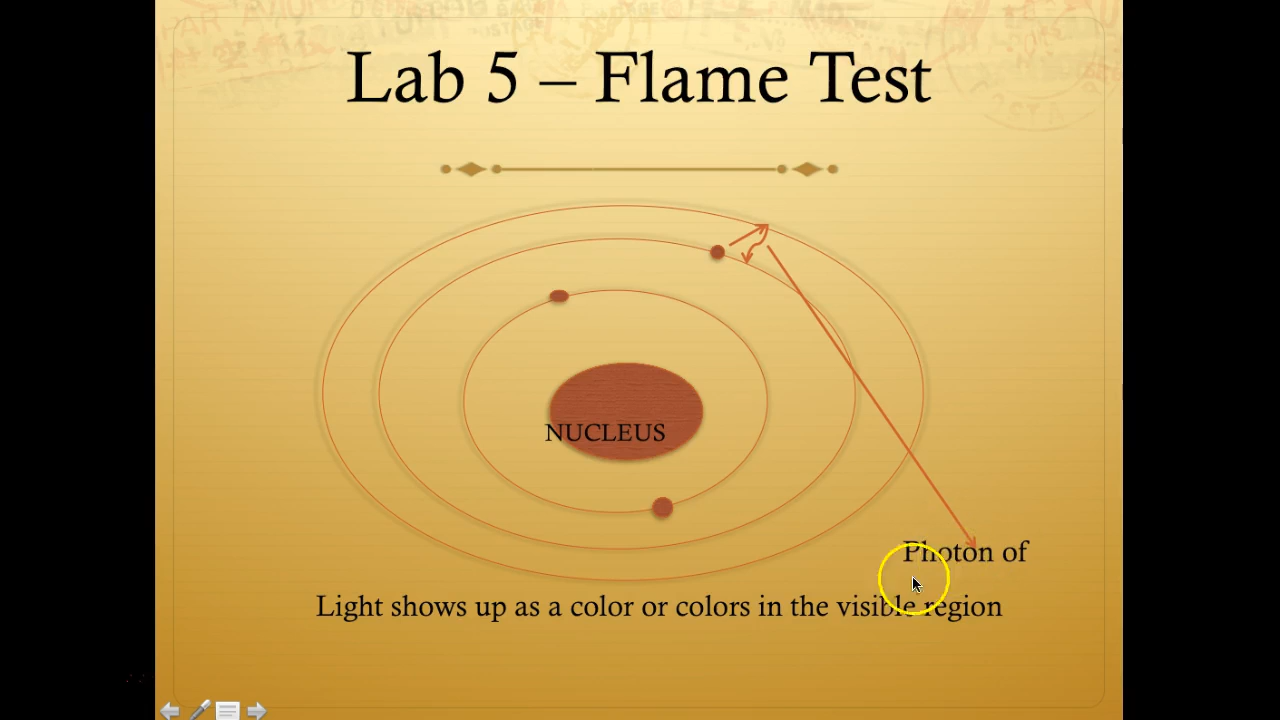 Lab 5 – Flame Test
NUCLEUS
Photon of
Light shows up as a color or colors in the visible region